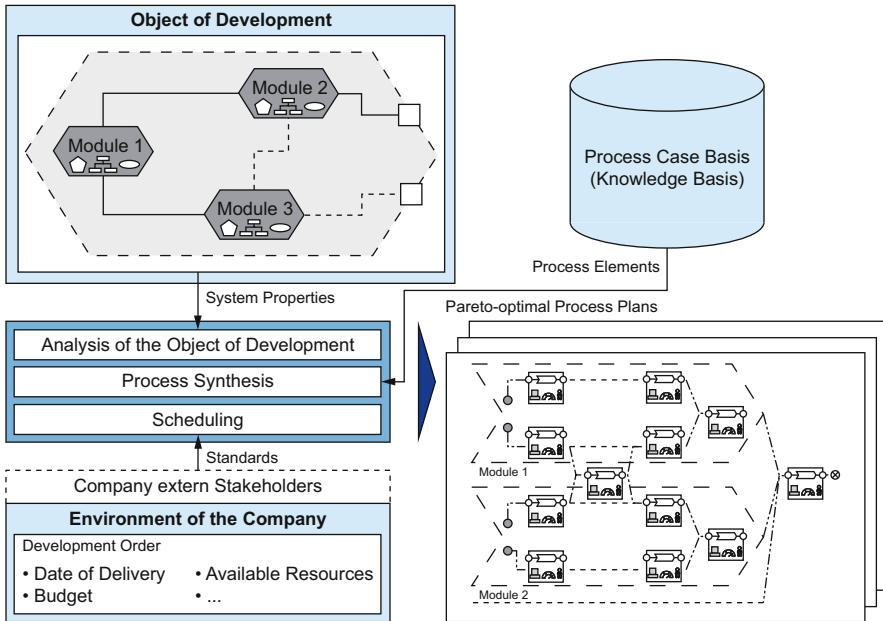 Object of Development
Module 2
Module 1
Module 3
Process Case Basis
(Knowledge Basis)
System Properties
Process Elements
Pareto-optimal Process Plans
Analysis of the Object of Development
Process Synthesis
Scheduling
Standards
Company extern Stakeholders
Environment of the Company
Development Order
• Date of Delivery
• Budget
• Available Resources
• ...
Module 1
Module 2